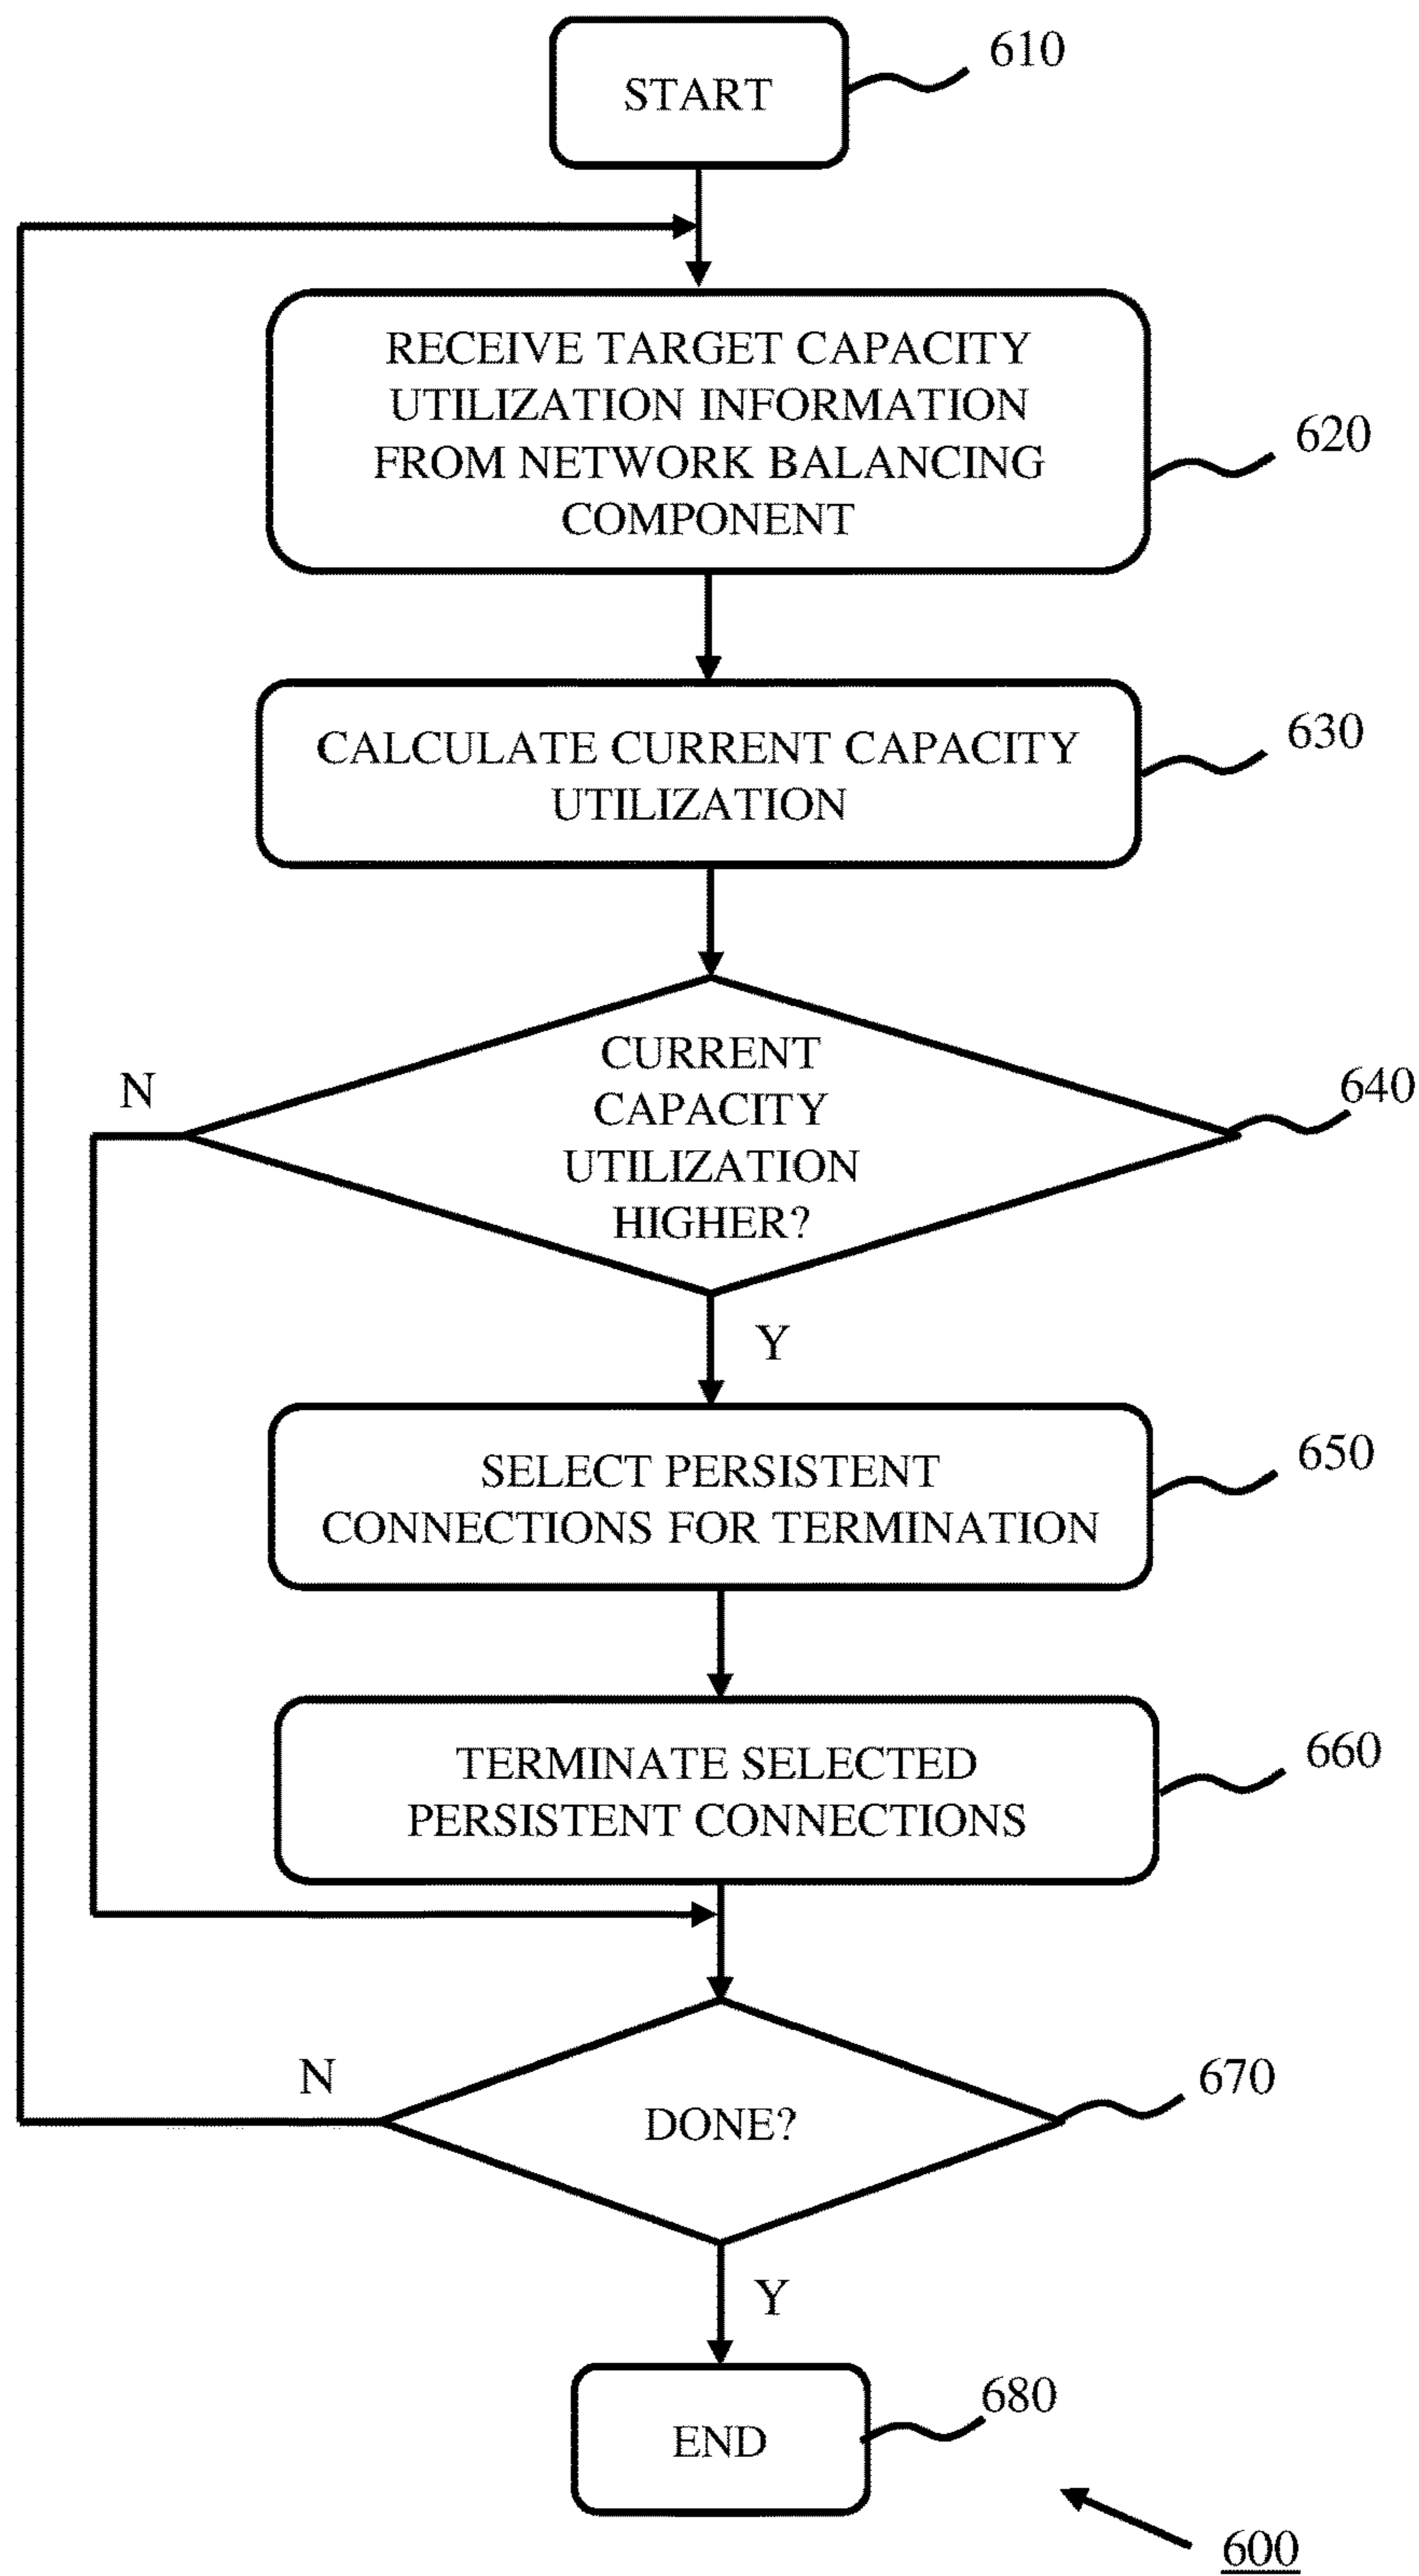 START
610
RECEIVE TARGET CAPACITY
UTILIZATION INFORMATION
FROM NETWORK BALANCING
COMPONENT
620
CALCULATE CURRENT CAPACITY
UTILIZATION
630
CURRENT
CAPACITY
UTILIZATION
HIGHER?
N
640
Y
SELECT PERSISTENT
CONNECTIONS FOR TERMINATION
650
TERMINATE SELECTED
PERSISTENT CONNECTIONS
660
N
DONE?
670
Y
END
680
600